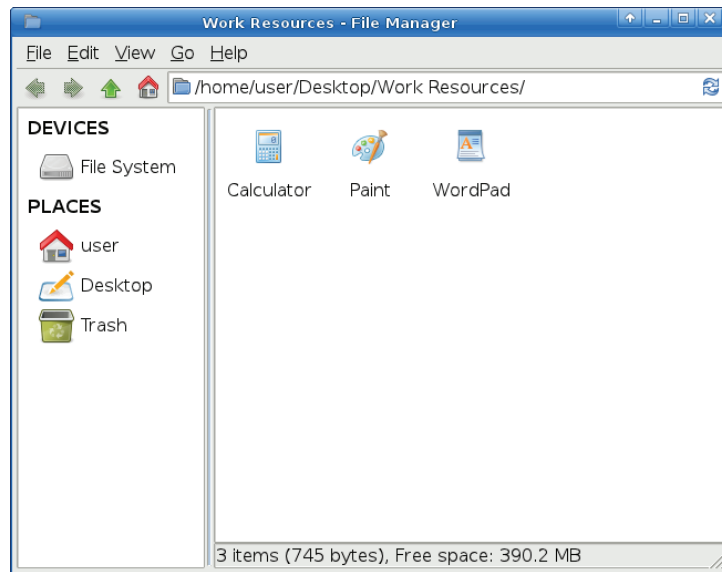 Work Resources - File Manager
File Edit View Go Help
/home/user/Desktop/Work Resources/
DEVICES
File System
PLACES
user
Desktop
Trash
Calculator Paint WordPad
3 items (745 bytes), Free space: 390.2 MB